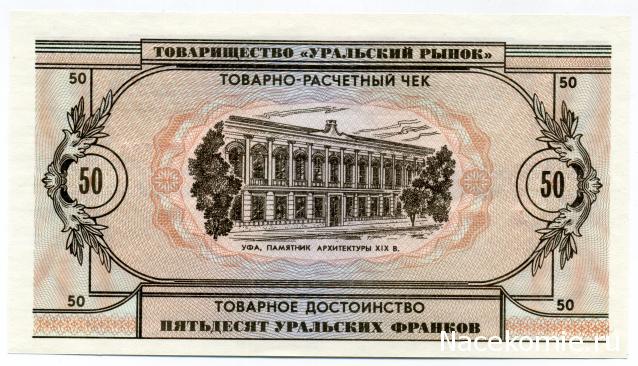 ТОВАРИЩЕСТВО «УРАЛЬСКИЙ РЫНОК»
ТОВАРНО-РАСЧЕТНЫЙ ЧЕК
50 50
50 50
УФА, ПАМЯТНИК АРХИТЕКТУРЫ XIX В.
50 50
ТОВАРНОЕ ДОСТОИНСТВО
ПЯТЬДЕСЯТ УРАЛЬСКИХ ФРАНКОВ
Nacekomie.ru